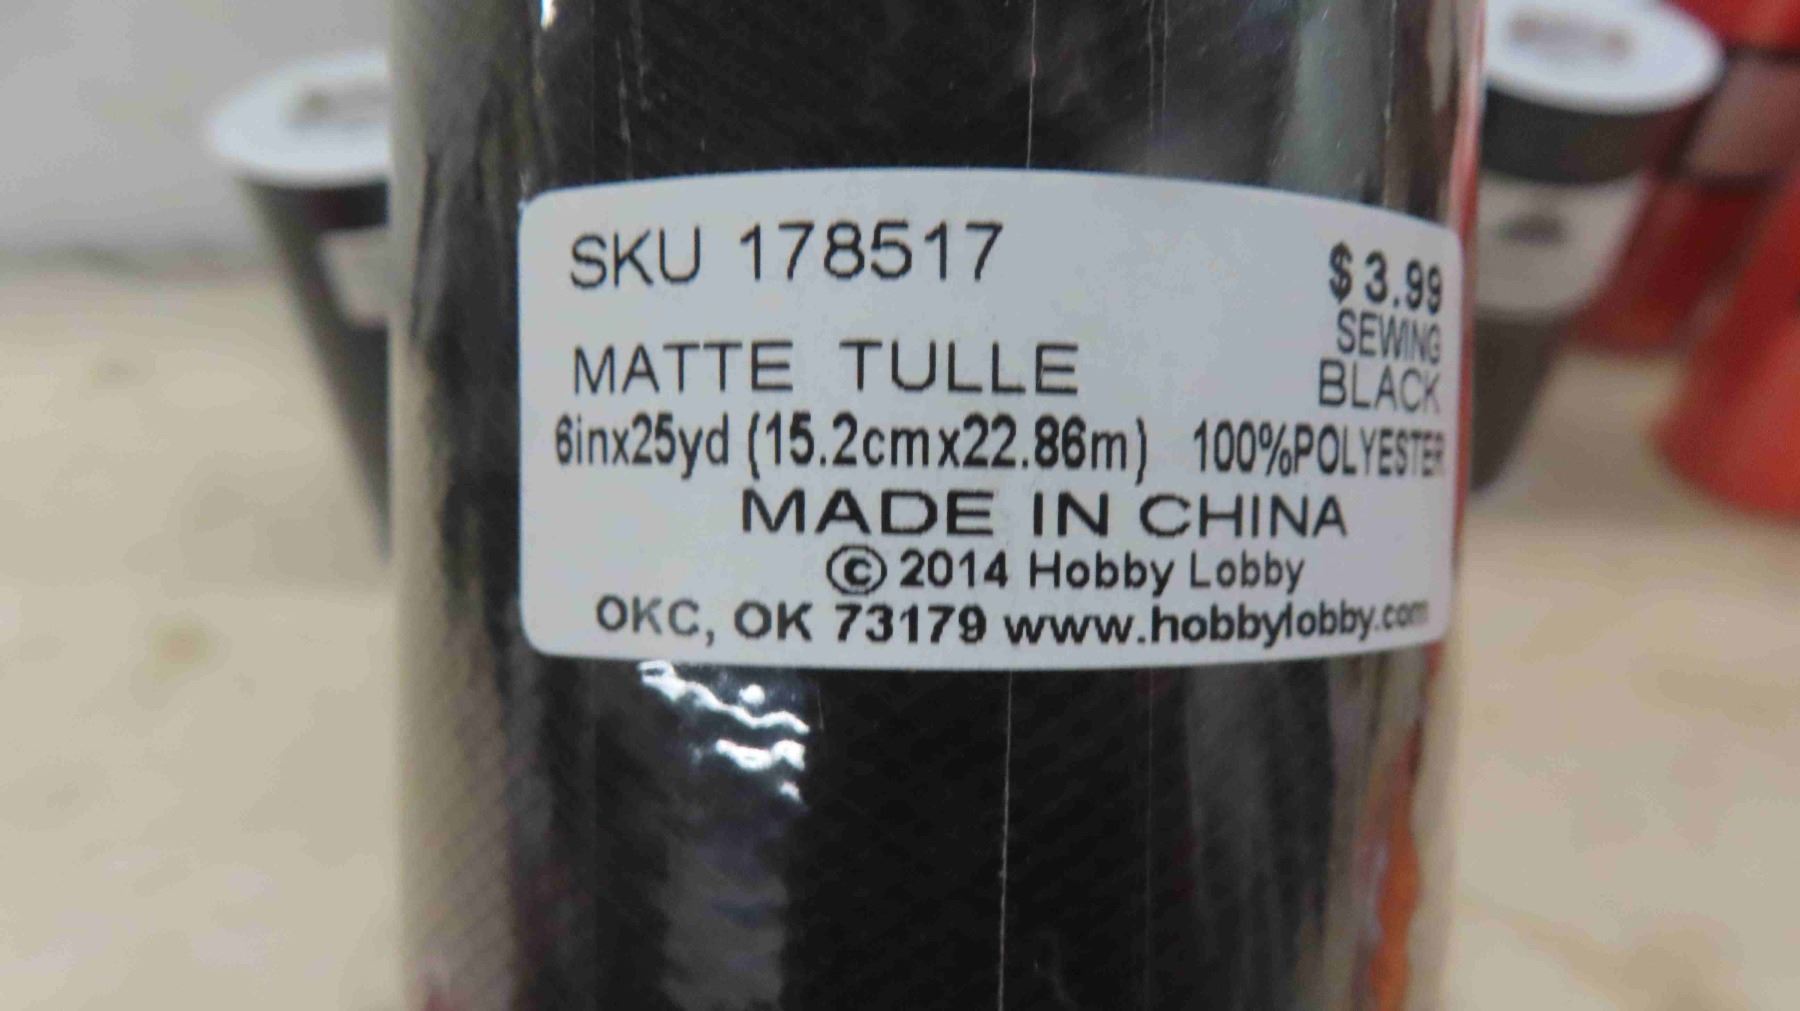 SKU 178517
$3.99
SEWING
BLACK
MATTE TULLE
6inx25yd (15.2cmx22.86m) 100%POLYESTER
MADE IN CHINA
© 2014 Hobby Lobby
OKC, OK 73179 www.hobbylobby.com